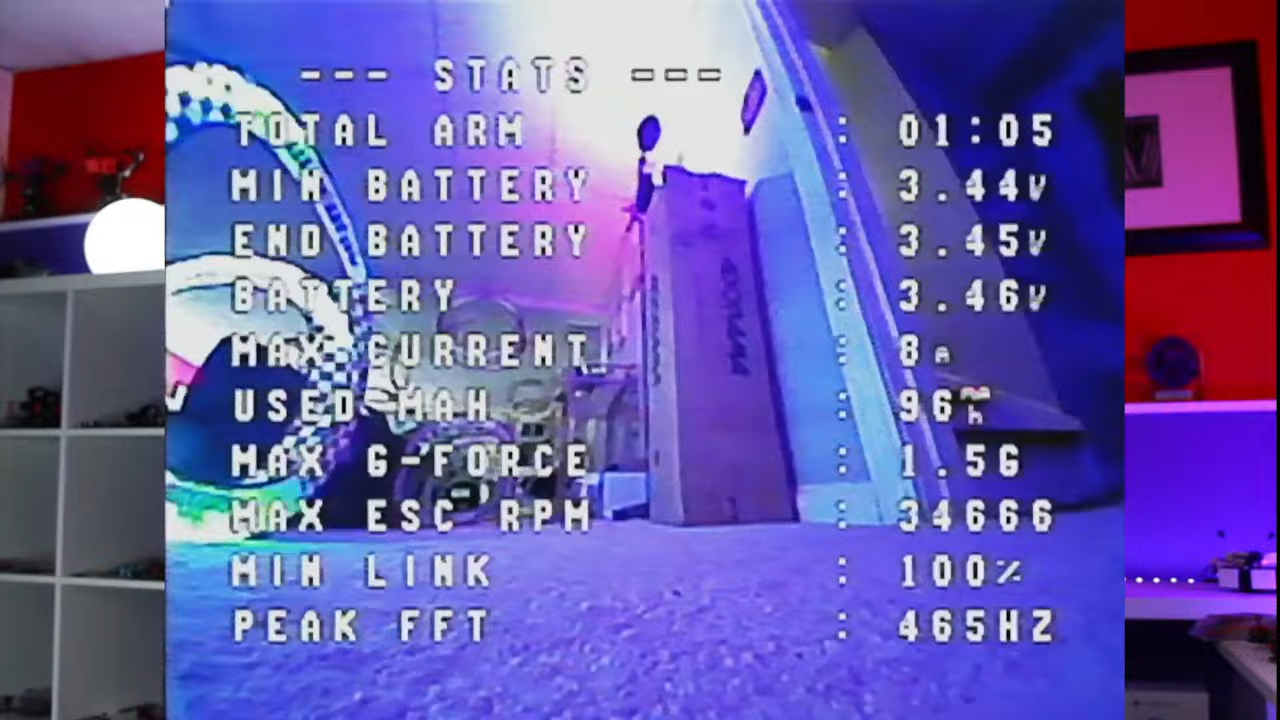 --- STATS ---
TOTAL ARM : 01:05
MIN BATTERY : 3.44V
END BATTERY : 3.45V
BATTERY : 3.46V
MAX CURRENT : 8A
USED MAH : 96mAh
MAX G-FORCE : 1.5G
MAX ESC RPM : 34666
MIN LINK : 100%
PEAK FFT : 465HZ